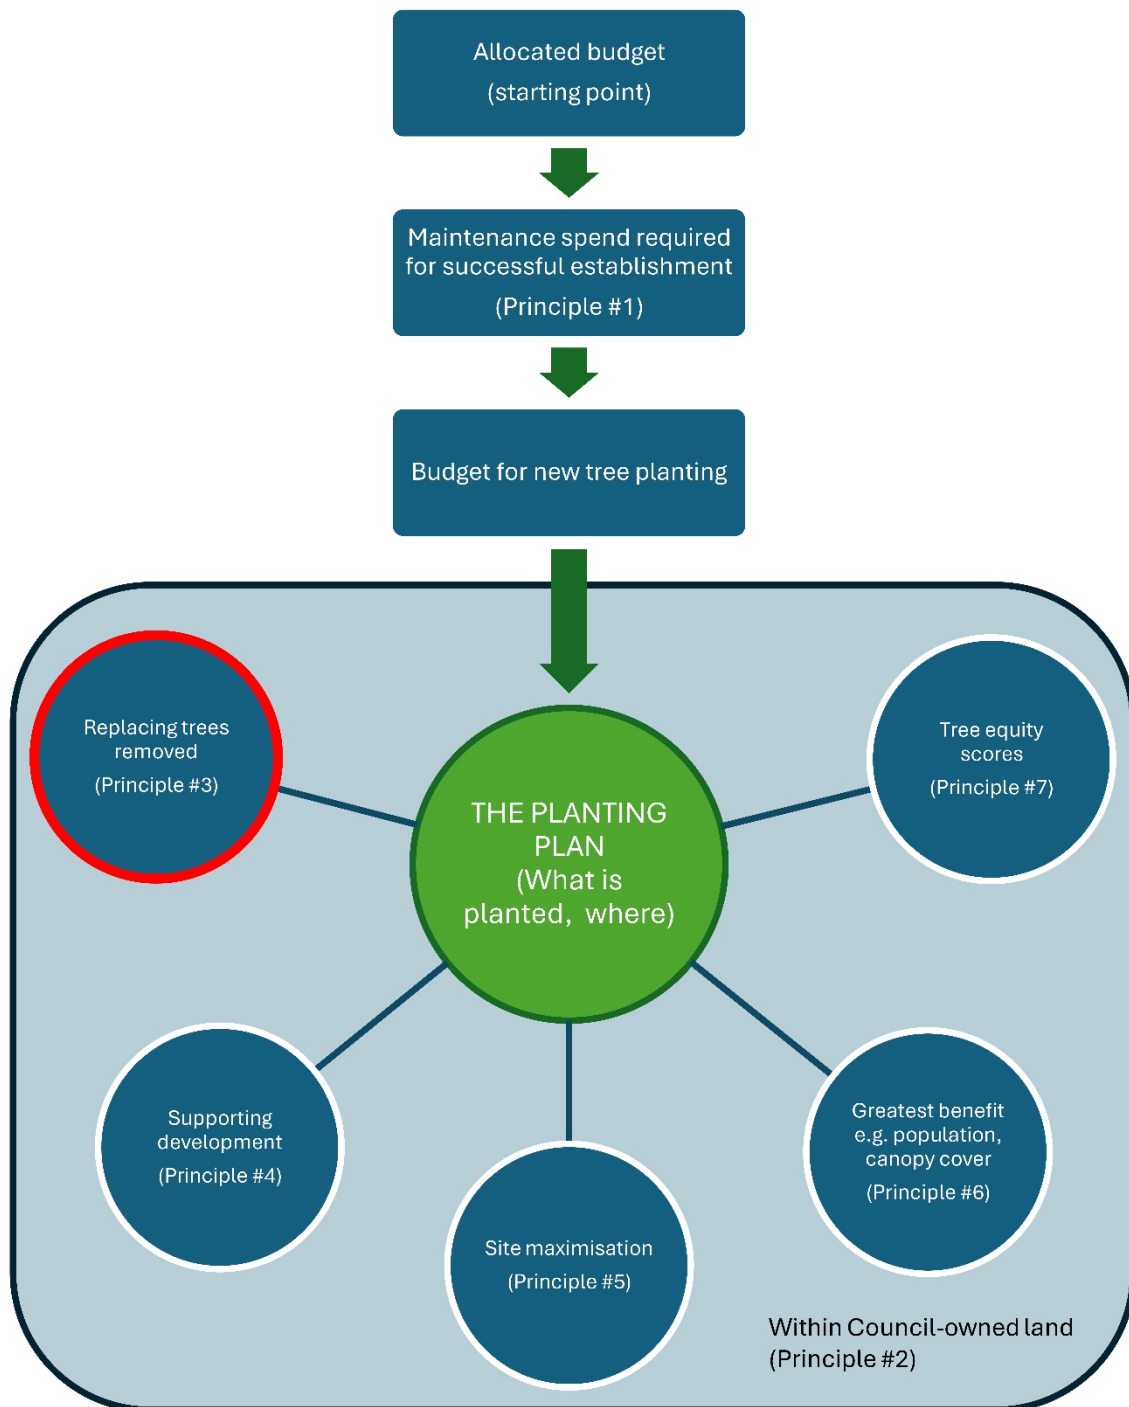 Allocated budget
(starting point)
Maintenance spend required
for successful establishment
(Principle #1)
Budget for new tree planting
Replacing trees
removed
(Principle #3)
Tree equity
scores
(Principle #7)
THE PLANTING
PLAN
(What is
planted, where)
Supporting
development
(Principle #4)
Greatest benefit
e.g. population,
canopy cover
(Principle #6)
Site maximisation
(Principle #5)
Within Council-owned land
(Principle #2)